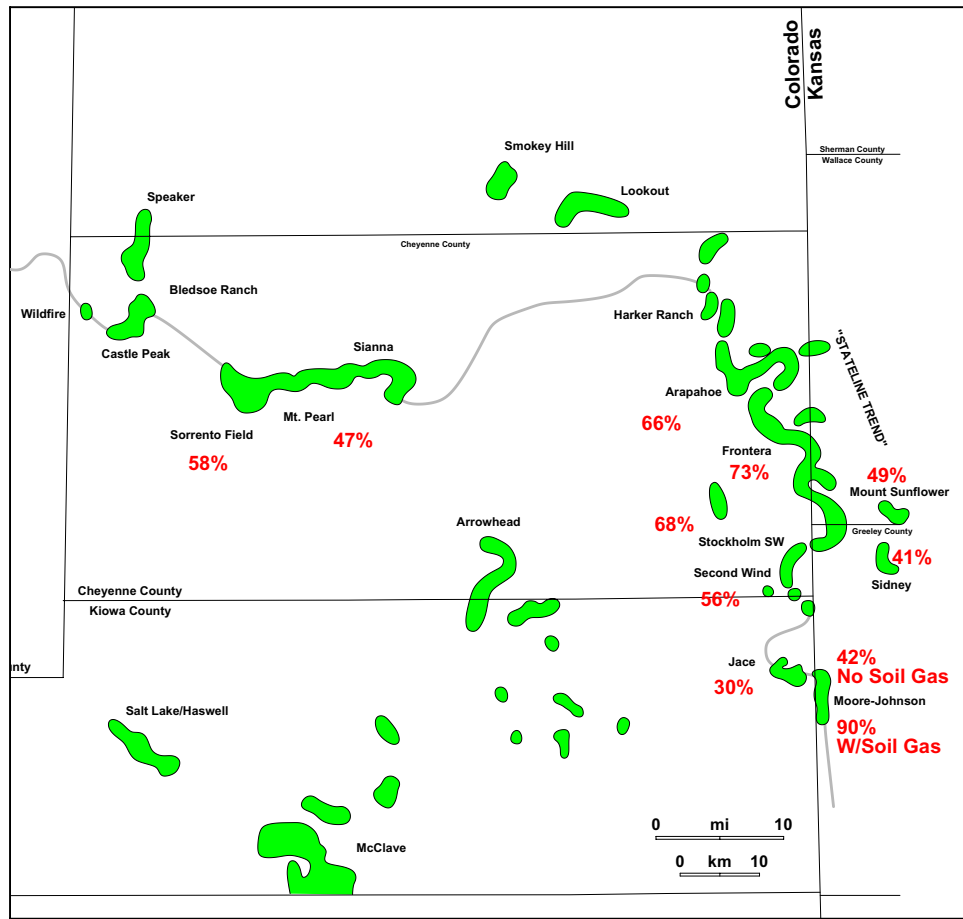 Colorado
Kansas
Sherman County
Wallace County
Smokey Hill
Lookout
Speaker
Cheyenne County
Bledsoe Ranch
Wildfire
Harker Ranch
Castle Peak
Sianna
"STATELINE TREND"
Arapahoe
Mt. Pearl
66%
Sorrento Field
47%
58%
Frontera
73%
49%
Mount Sunflower
Arrowhead
68%
Greeley County
Stockholm SW
41%
Second Wind
Sidney
Cheyenne County
56%
Kiowa County
Jace
42%
No Soil Gas
nty
30%
Moore-Johnson
Salt Lake/Haswell
90%
W/Soil Gas
0 mi 10
McClave
0 km 10